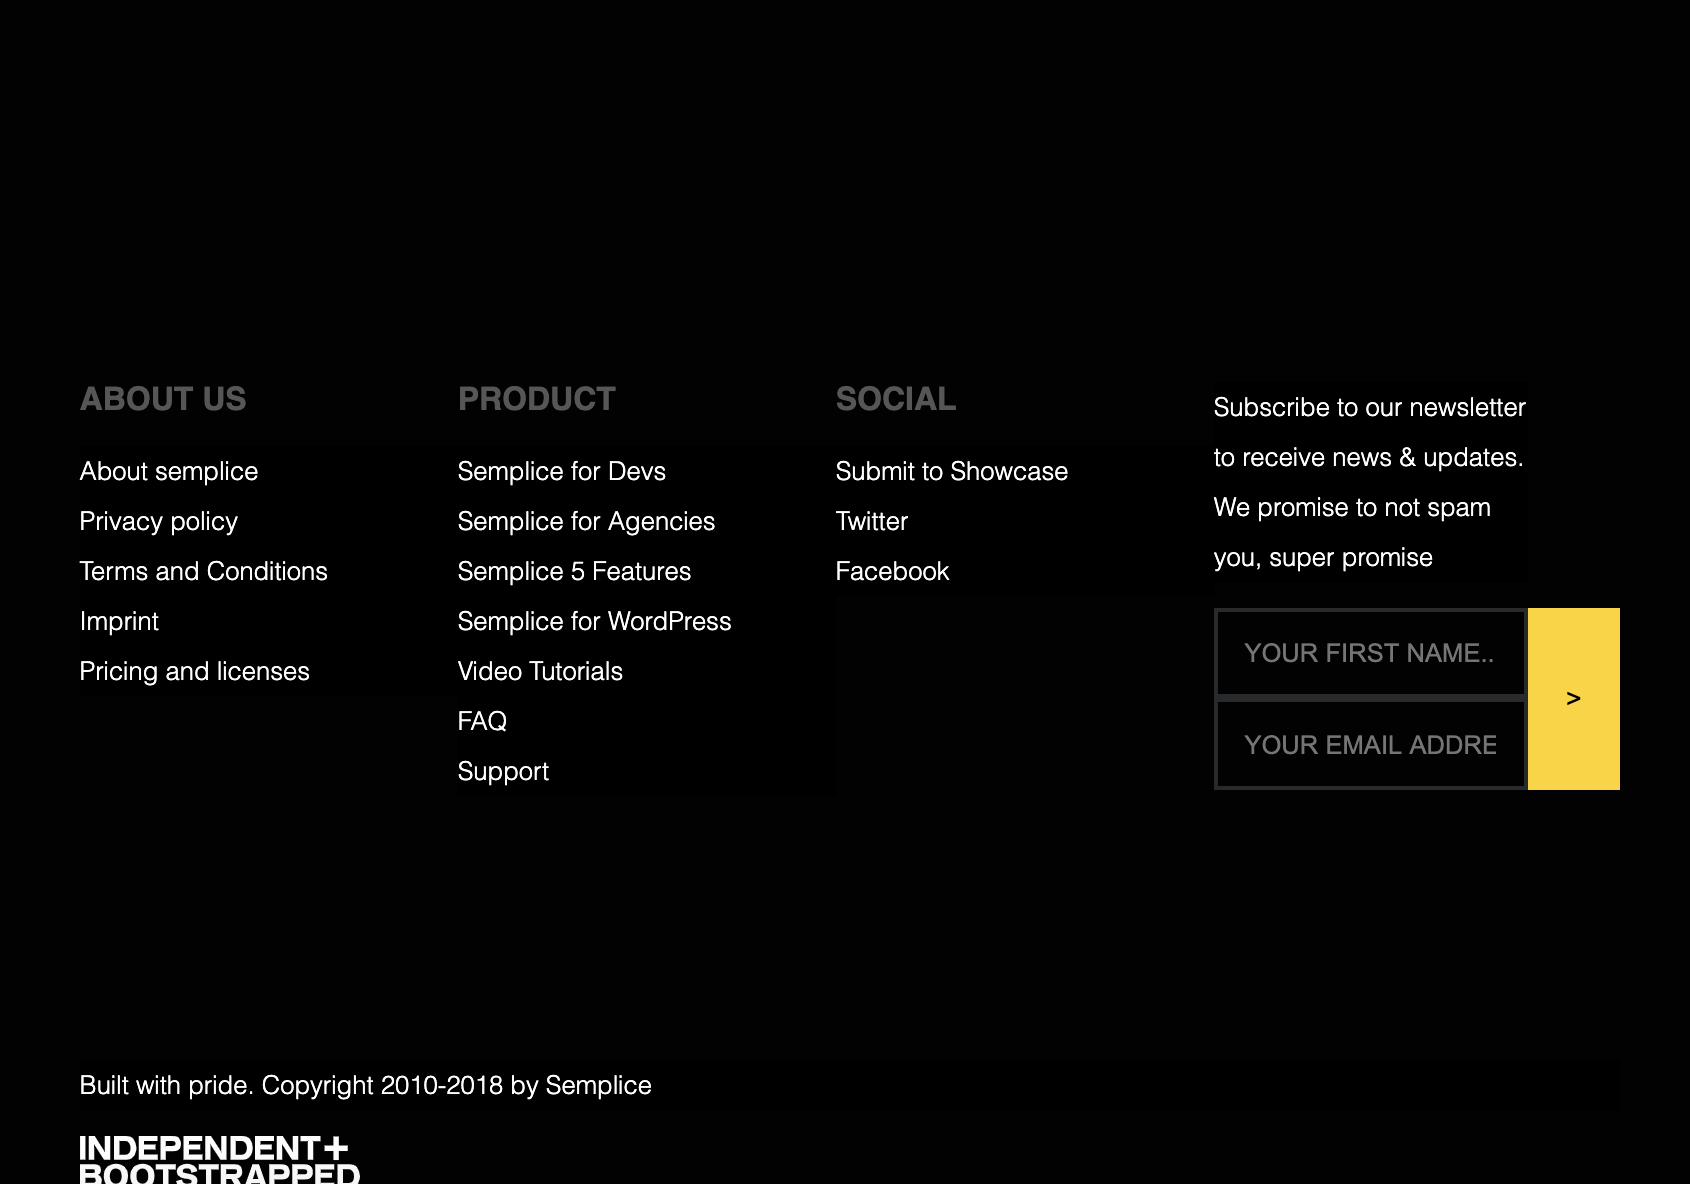 ABOUT US
About semplice
Privacy policy
Terms and Conditions
Imprint
Pricing and licenses
PRODUCT
Semplice for Devs
Semplice for Agencies
Semplice 5 Features
Semplice for WordPress
Video Tutorials
FAQ
Support
SOCIAL
Submit to Showcase
Twitter
Facebook
Subscribe to our newsletter
to receive news & updates.
We promise to not spam
you, super promise
YOUR FIRST NAME..
YOUR EMAIL ADDRE
>
Built with pride. Copyright 2010-2018 by Semplice
INDEPENDENT+
BOOTSTRAPPED